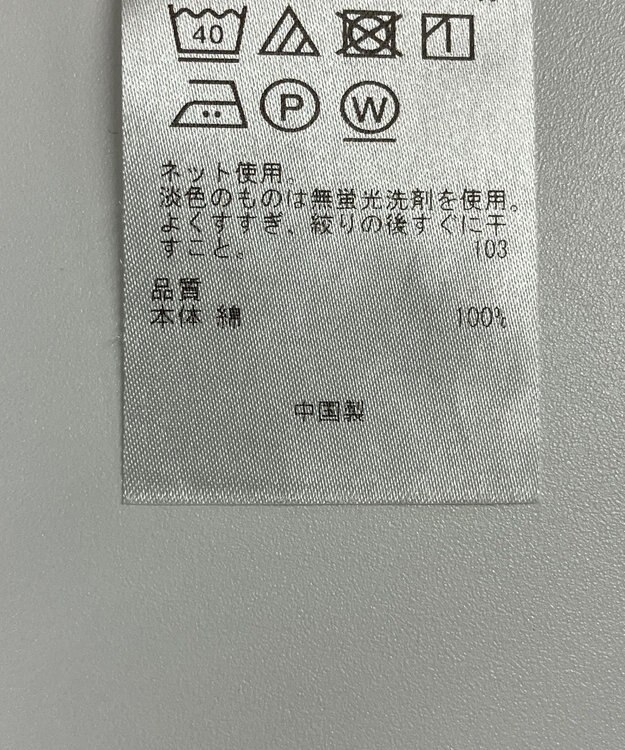 40
P W
ネット使用
淡色のものは無蛍光洗剤を使用。
よくすすぎ、絞りの後すぐに干
すこと。 103
品質
本体 綿 100%
中国製